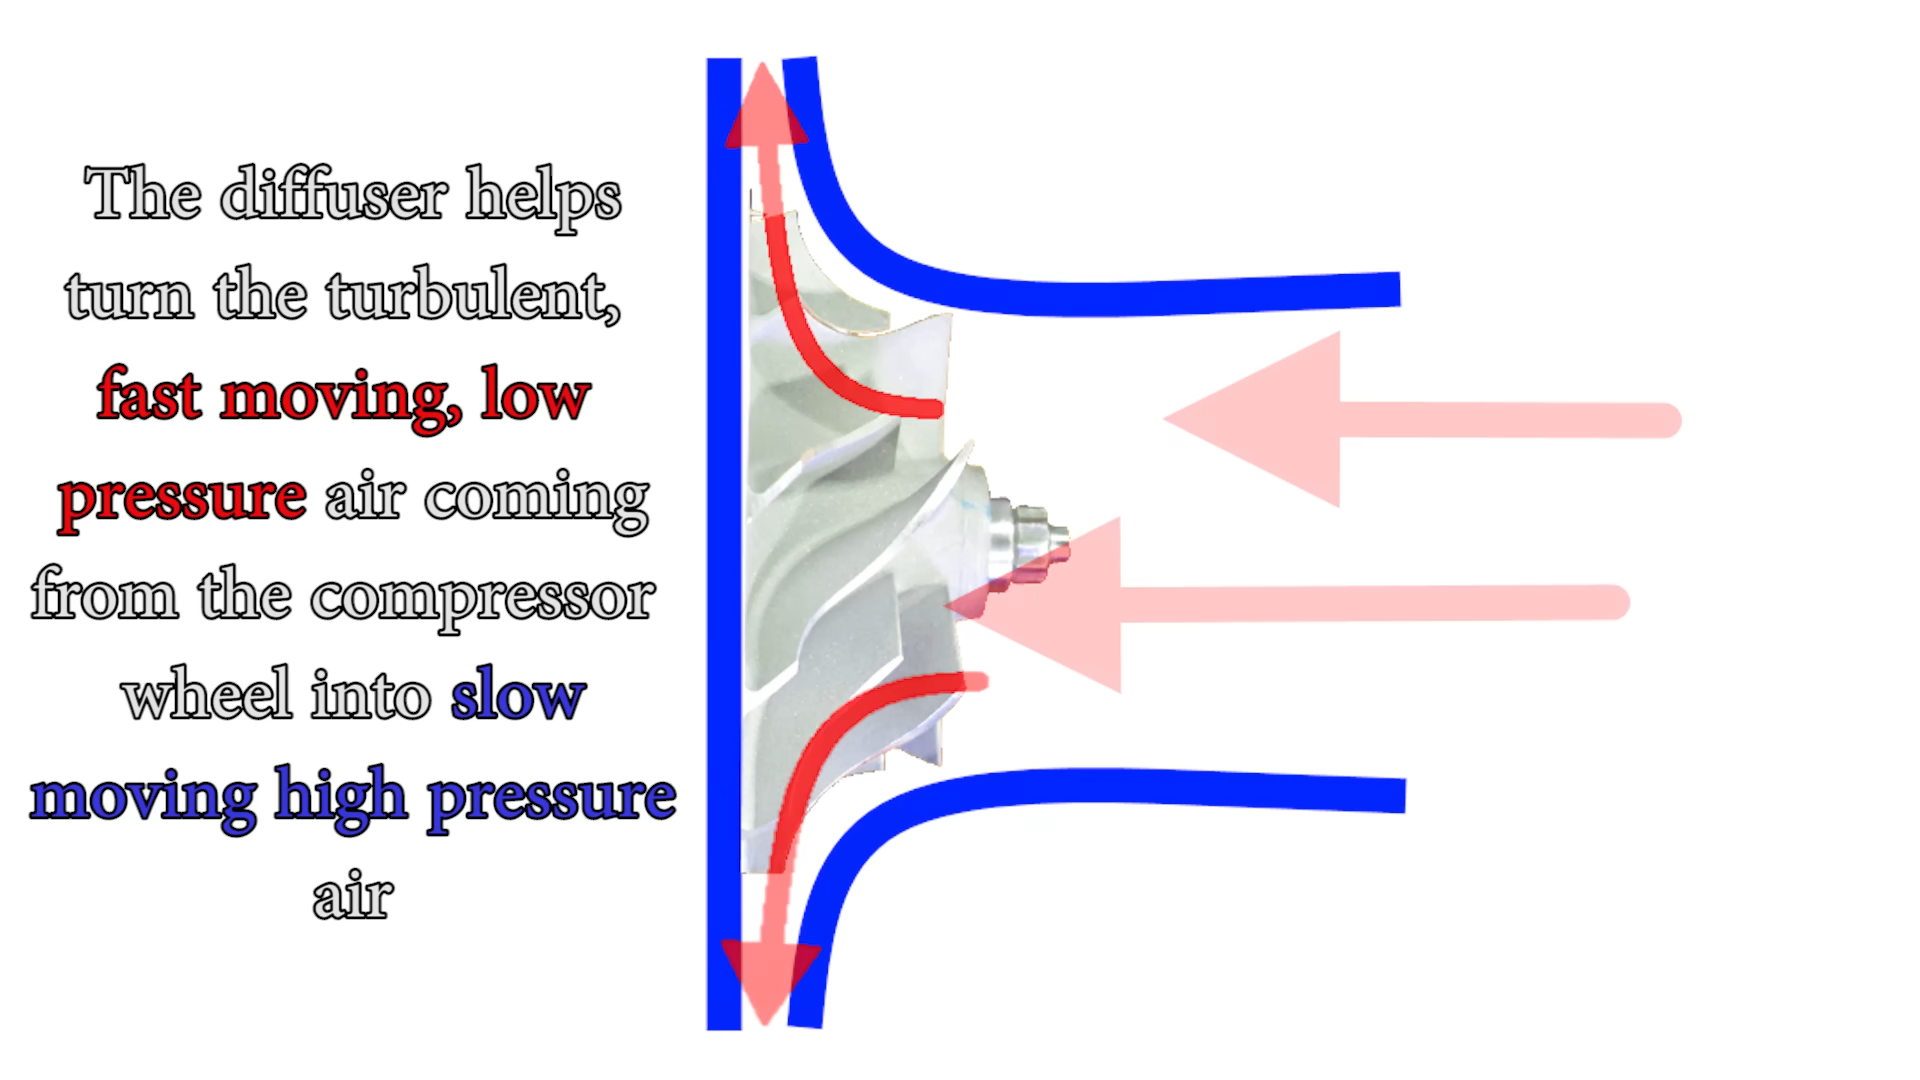 The diffuser helps
turn the turbulent,
fast moving, low
pressure air coming
from the compressor
wheel into slow
moving high pressure
air